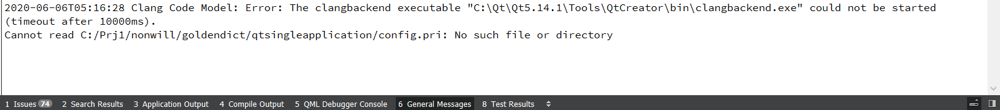 2020-06-06T05:16:28 Clang Code Model: Error: The clangbackend executable "C:\Qt\Qt5.14.1\Tools\QtCreator\bin\clangbackend.exe" could not be started
(timeout after 10000ms).
Cannot read C:/Prj1/nonwill/goldendict/qtsingleapplication/config.pri: No such file or directory
1 Issues 74 2 Search Results 3 Application Output 4 Compile Output 5 QML Debugger Console 6 General Messages 8 Test Results